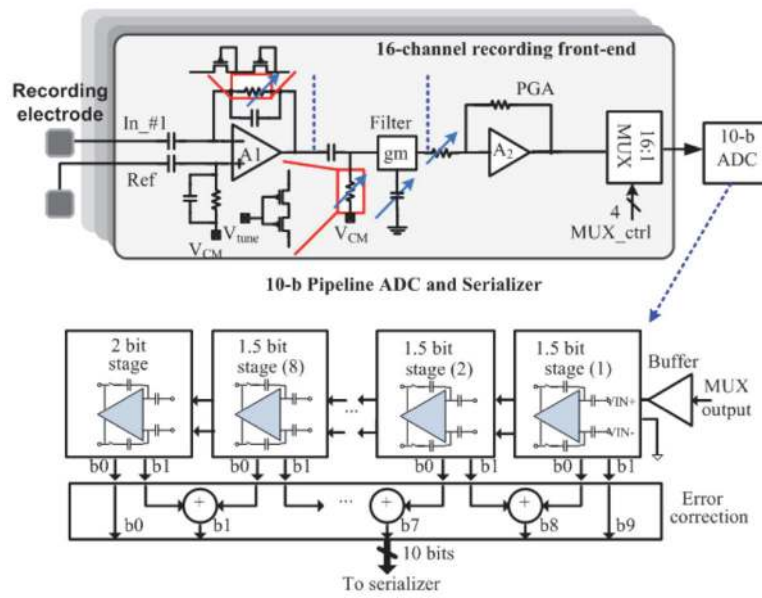 16-channel recording front-end
Recording
electrode
In_#1
Ref
A1
V_CM
V_tune
V_CM
Filter
gm
PGA
A2
16:1
MUX
4
MUX_ctrl
10-b
ADC
10-b Pipeline ADC and Serializer
2 bit
stage
1.5 bit
stage (8)
...
1.5 bit
stage (2)
1.5 bit
stage (1)
VIN+
VIN-
Buffer
MUX
output
b0
b1
b0
b1
b0
b1
b0
b1
+
...
+
+
b0
b1
b7
b8
b9
Error
correction
10 bits
To serializer